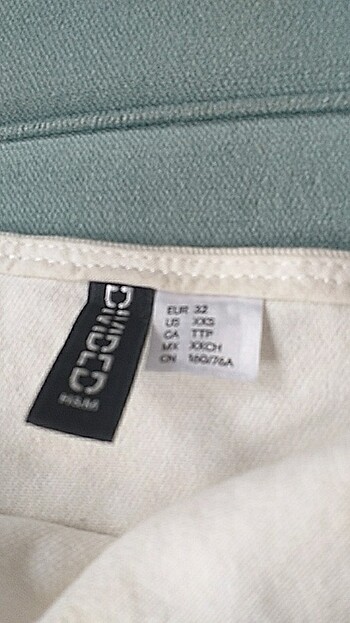 DIVIDED
H&M
EUR 32
US XXS
CA TTP
MX XXCH
CN 160/76A